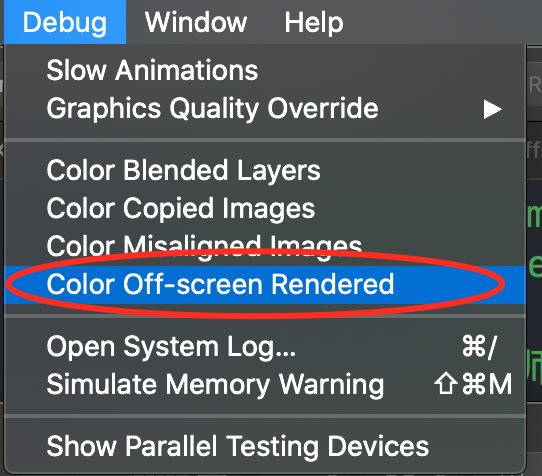 Debug Window Help
Slow Animations
Graphics Quality Override ▶
Color Blended Layers
Color Copied Images
Color Misaligned Images
Color Off-screen Rendered
Open System Log... ⌘/
Simulate Memory Warning ⇧⌘M
Show Parallel Testing Devices